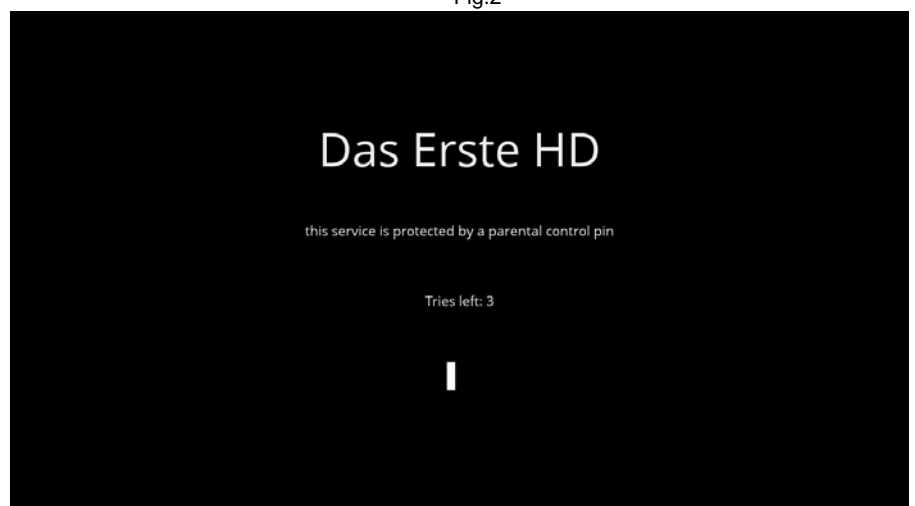 Fig.2
Das Erste HD
this service is protected by a parental control pin
Tries left: 3